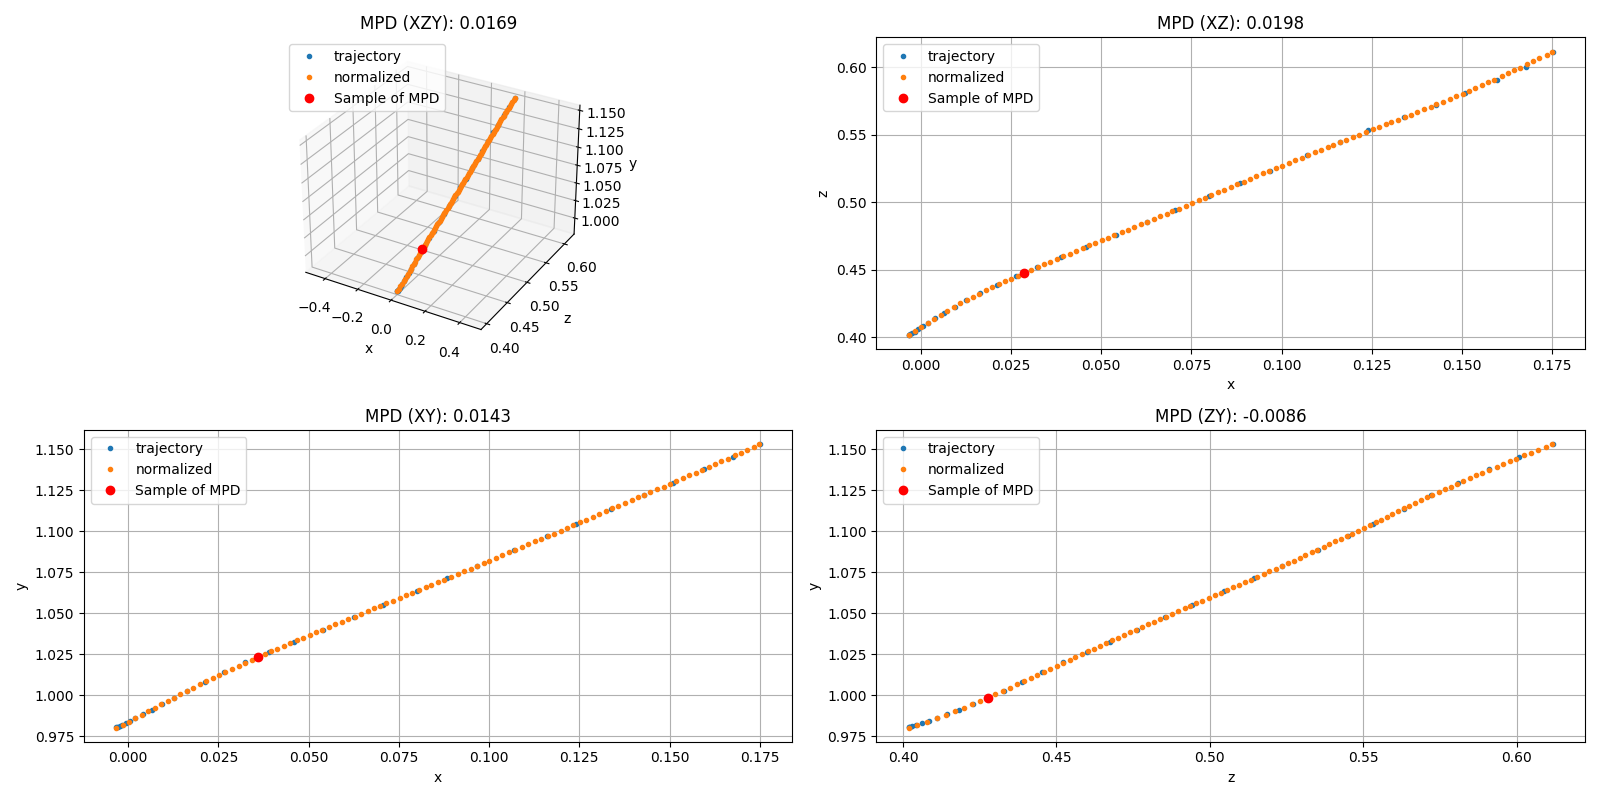 MPD (XZY): 0.0169
trajectory
normalized
Sample of MPD
1.150
1.125
1.100
1.075
1.050
1.025
1.000
y
0.60
0.55
0.50
0.45
0.40
z
−0.4
−0.2
0.0
0.2
0.4
x
MPD (XZ): 0.0198
trajectory
normalized
Sample of MPD
0.60
0.55
0.50
0.45
0.40
z
0.000 0.025 0.050 0.075 0.100 0.125 0.150 0.175
x
MPD (XY): 0.0143
trajectory
normalized
Sample of MPD
1.150
1.125
1.100
1.075
1.050
1.025
1.000
0.975
y
0.000 0.025 0.050 0.075 0.100 0.125 0.150 0.175
x
MPD (ZY): -0.0086
trajectory
normalized
Sample of MPD
1.150
1.125
1.100
1.075
1.050
1.025
1.000
0.975
y
0.40 0.45 0.50 0.55 0.60
z